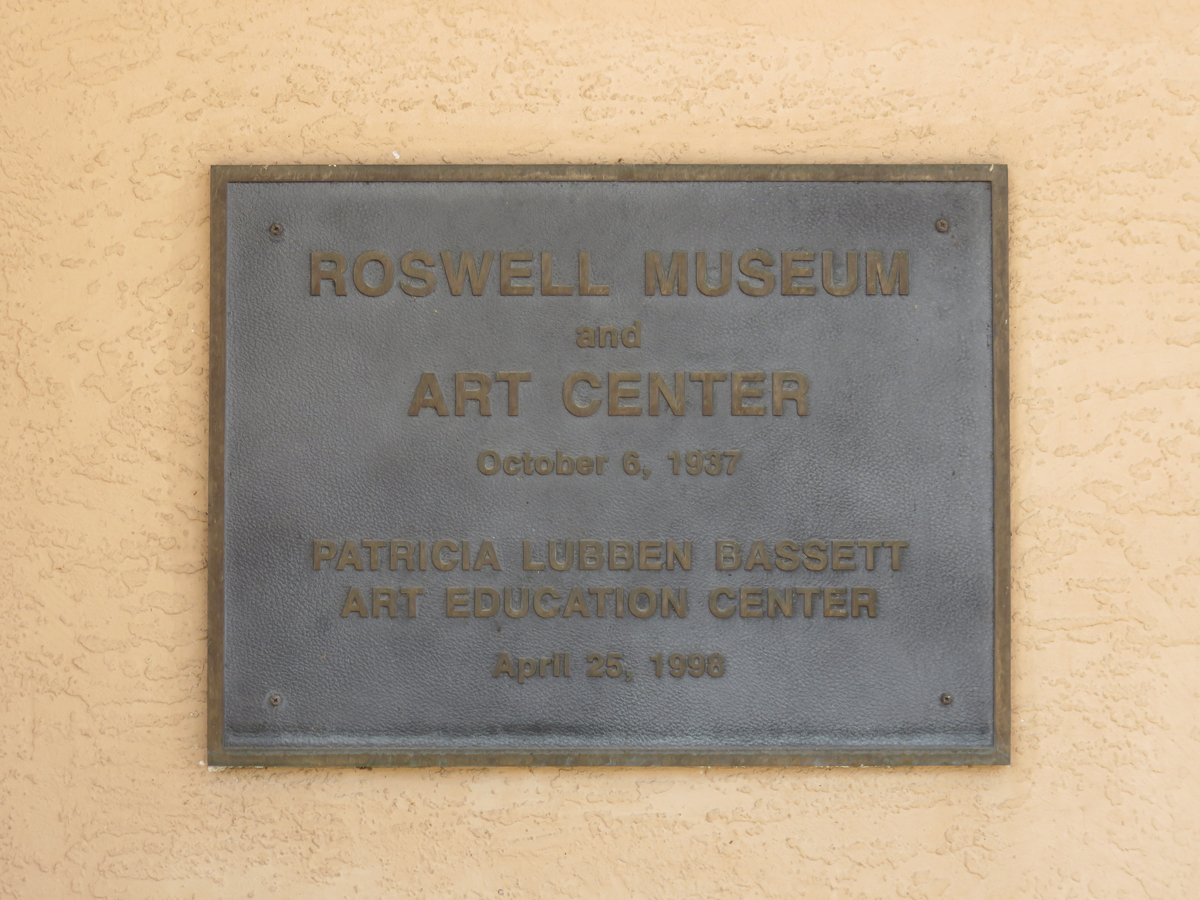 ROSWELL MUSEUM
and
ART CENTER
October 6, 1937
PATRICIA LUBBEN BASSETT
ART EDUCATION CENTER
April 25, 1998